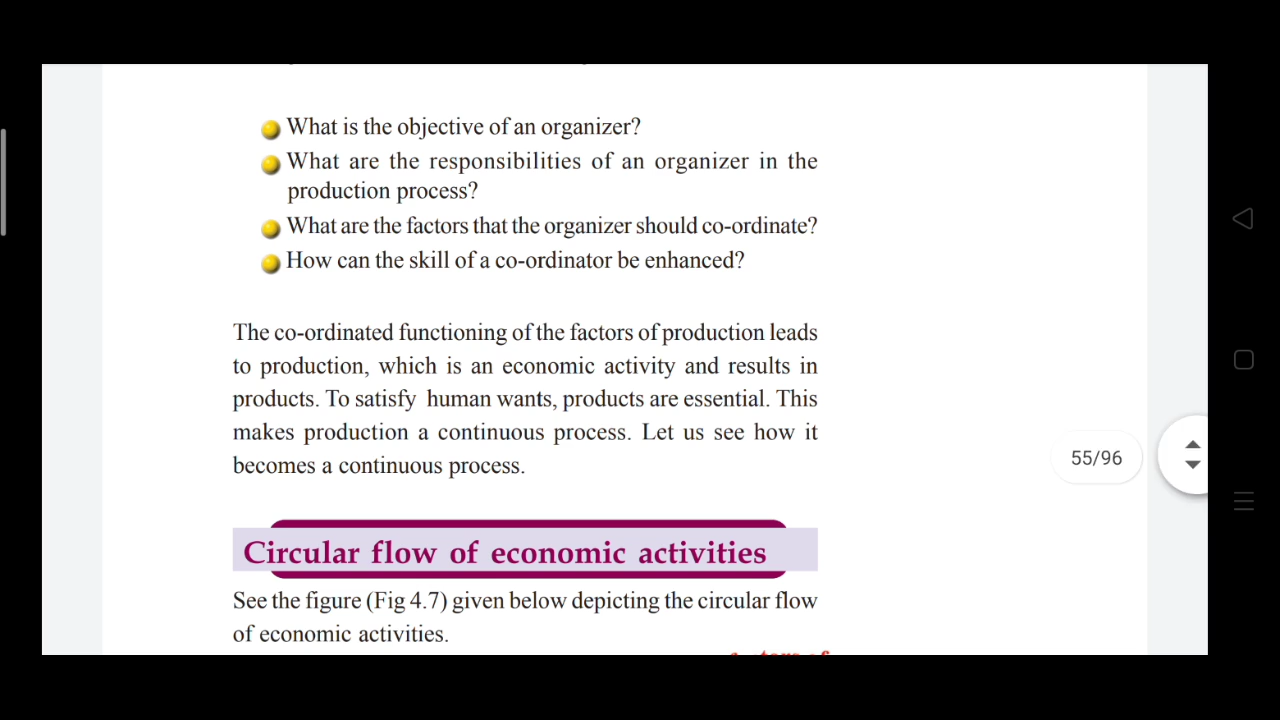 What is the objective of an organizer?
What are the responsibilities of an organizer in the
production process?
What are the factors that the organizer should co-ordinate?
How can the skill of a co-ordinator be enhanced?
The co-ordinated functioning of the factors of production leads
to production, which is an economic activity and results in
products. To satisfy human wants, products are essential. This
makes production a continuous process. Let us see how it
becomes a continuous process.
55/96
Circular flow of economic activities
See the figure (Fig 4.7) given below depicting the circular flow
of economic activities.